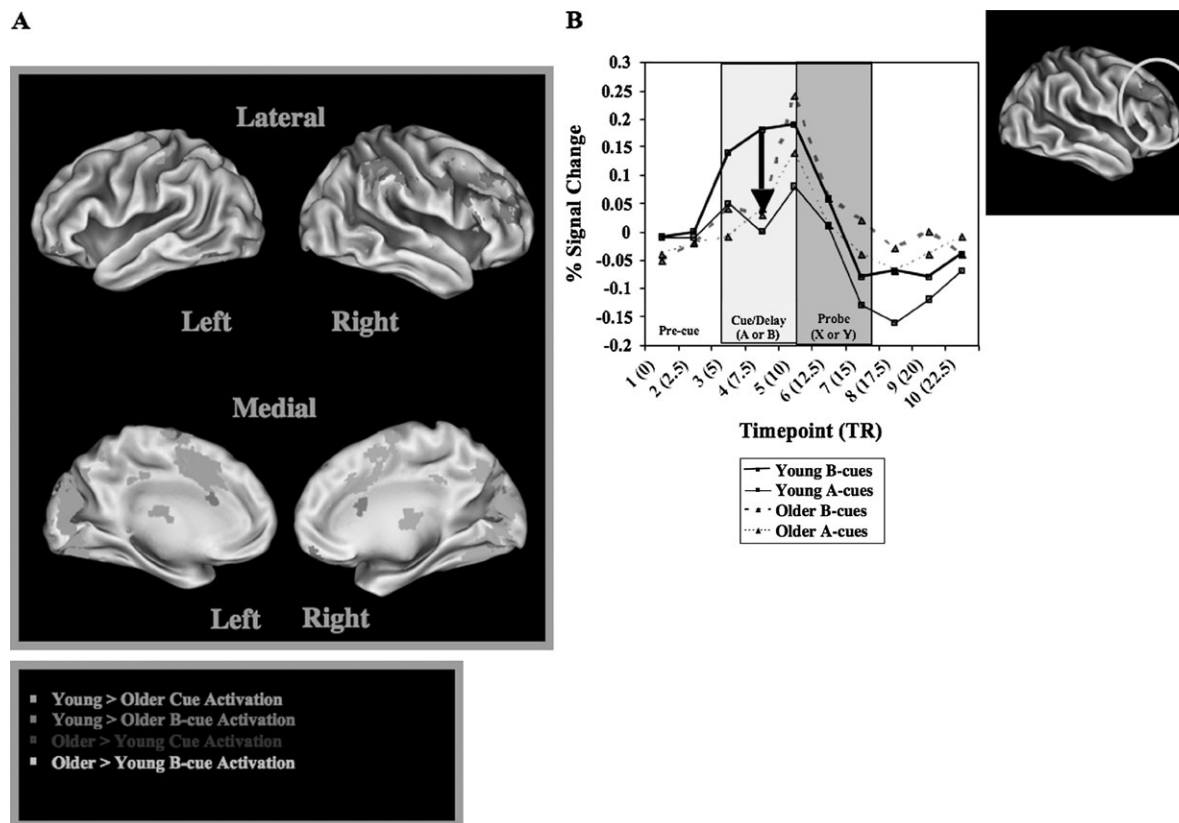 A
Lateral
Left
Right
Medial
Left
Right
Young > Older Cue Activation
Young > Older B-cue Activation
Older > Young Cue Activation
Older > Young B-cue Activation
B
% Signal Change
0.3
0.25
0.2
0.15
0.1
0.05
0
-0.05
-0.1
-0.15
-0.2
Pre-cue
Cue/Delay
(A or B)
Probe
(X or Y)
1 (0)
2 (2.5)
3 (5)
4 (7.5)
5 (10)
6 (12.5)
7 (15)
8 (17.5)
9 (20)
10 (22.5)
Timepoint (TR)
Young B-cues
Young A-cues
Older B-cues
Older A-cues